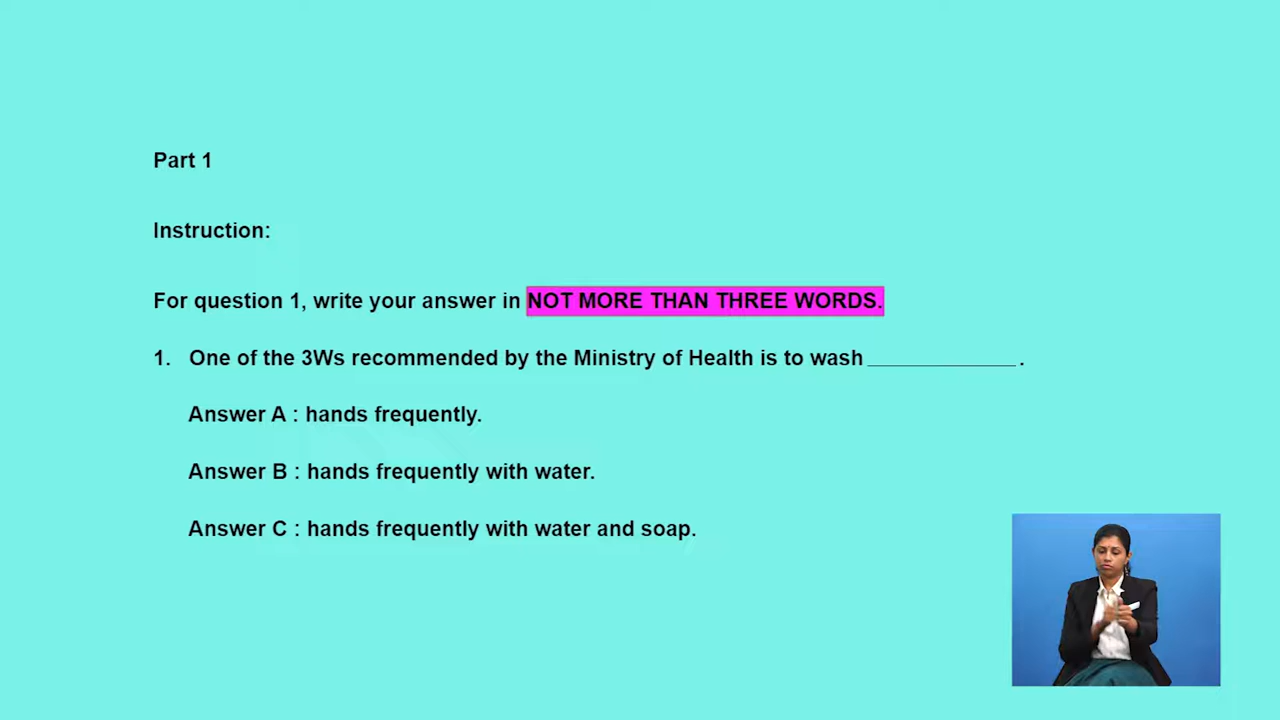 Part 1
Instruction:
For question 1, write your answer in NOT MORE THAN THREE WORDS.
1. One of the 3Ws recommended by the Ministry of Health is to wash ____________ .
Answer A : hands frequently.
Answer B : hands frequently with water.
Answer C : hands frequently with water and soap.